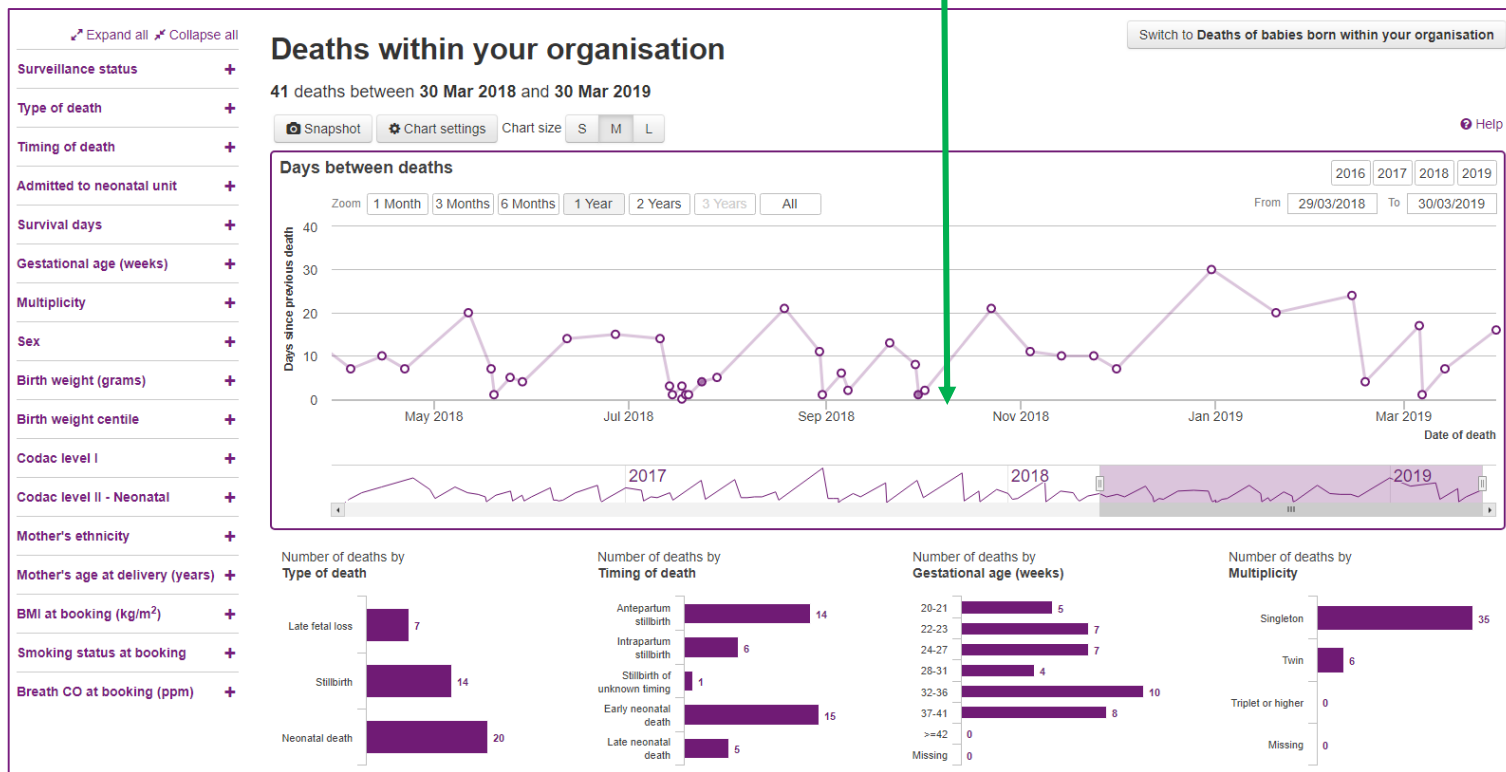 Expand all Collapse all
Surveillance status +
Type of death +
Timing of death +
Admitted to neonatal unit +
Survival days +
Gestational age (weeks) +
Multiplicity +
Sex +
Birth weight (grams) +
Birth weight centile +
Codac level I +
Codac level II - Neonatal +
Mother's ethnicity +
Mother's age at delivery (years) +
BMI at booking (kg/m²) +
Smoking status at booking +
Breath CO at booking (ppm) +
Deaths within your organisation
Switch to Deaths of babies born within your organisation
41 deaths between 30 Mar 2018 and 30 Mar 2019
Snapshot Chart settings Chart size S M L
Help
Days between deaths
2016 2017 2018 2019
Zoom 1 Month 3 Months 6 Months 1 Year 2 Years 3 Years All
From 29/03/2018 To 30/03/2019
Days since previous death
40
30
20
10
0
May 2018 Jul 2018 Sep 2018 Nov 2018 Jan 2019 Mar 2019
Date of death
2017 2018 2019
Number of deaths by
Type of death
Late fetal loss 7
Stillbirth 14
Neonatal death 20
Number of deaths by
Timing of death
Antepartum
stillbirth 14
Intrapartum
stillbirth 6
Stillbirth of
unknown timing 1
Early neonatal
death 15
Late neonatal
death 5
Number of deaths by
Gestational age (weeks)
20-21 5
22-23 7
24-27 7
28-31 4
32-36 10
37-41 8
>=42 0
Missing 0
Number of deaths by
Multiplicity
Singleton 35
Twin 6
Triplet or higher 0
Missing 0